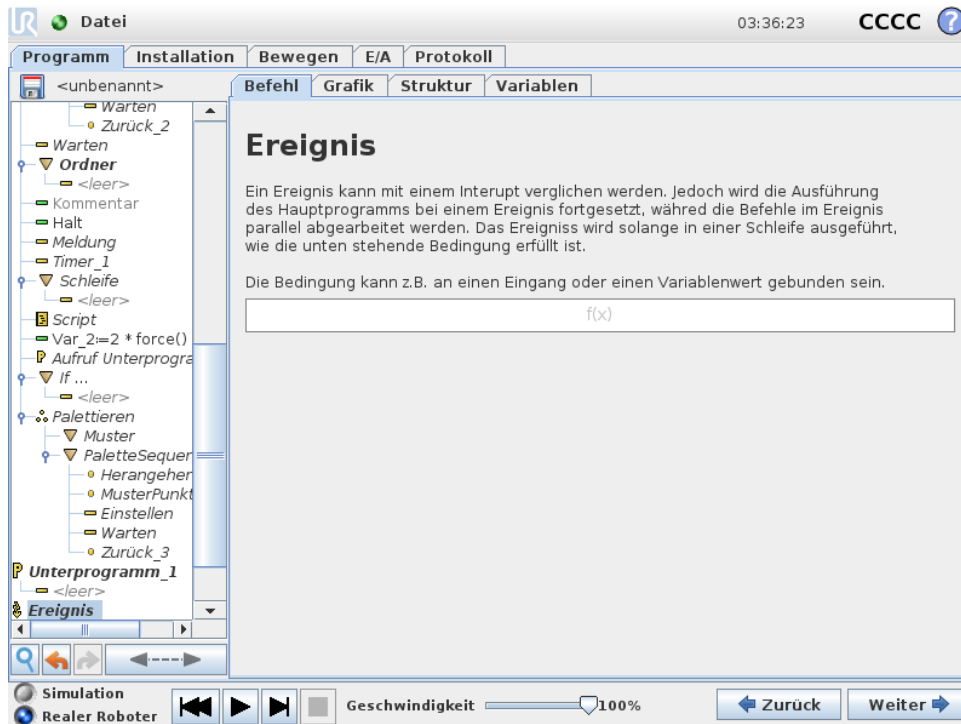 UR
Datei
03:36:23
CCCC
?
Programm
Installation
Bewegen
E/A
Protokoll
<unbenannt>
Befehl
Grafik
Struktur
Variablen
Warten
Zurück_2
Warten
Ordner
<leer>
Kommentar
Halt
Meldung
Timer_1
Schleife
<leer>
Script
Var_2:=2 * force()
Aufruf Unterprogra
If ...
<leer>
Palettieren
Muster
PaletteSequer
Herangeher
MusterPunkt
Einstellen
Warten
Zurück_3
Unterprogramm_1
<leer>
Ereignis
Ereignis
Ein Ereignis kann mit einem Interupt verglichen werden. Jedoch wird die Ausführung
des Hauptprogramms bei einem Ereignis fortgesetzt, währed die Befehle im Ereignis
parallel abgearbeitet werden. Das Ereigniss wird solange in einer Schleife ausgeführt,
wie die unten stehende Bedingung erfüllt ist.
Die Bedingung kann z.B. an einen Eingang oder einen Variablenwert gebunden sein.
f(x)
Simulation
Realer Roboter
Geschwindigkeit
100%
Zurück
Weiter